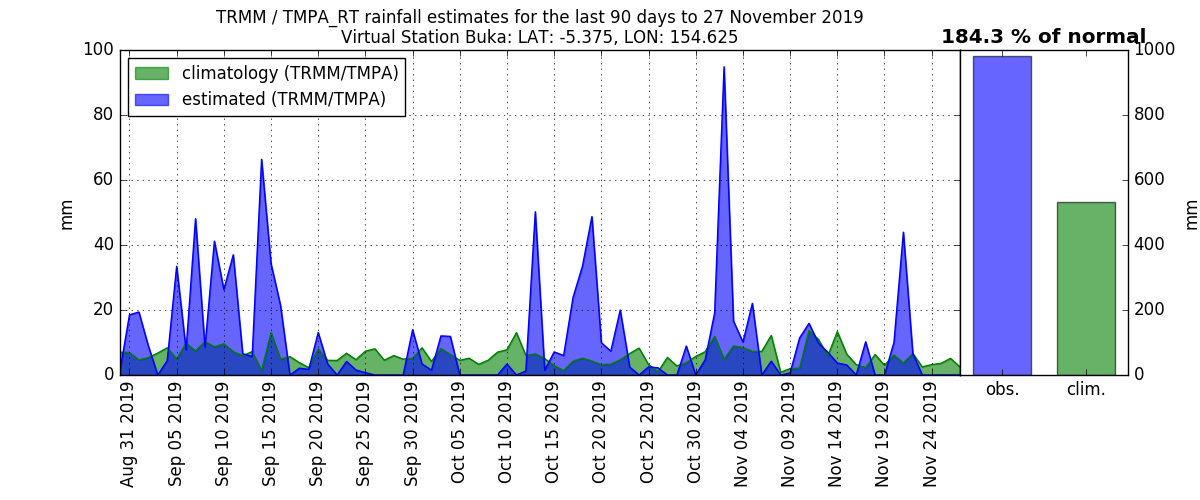 TRMM / TMPA_RT rainfall estimates for the last 90 days to 27 November 2019
Virtual Station Buka: LAT: -5.375, LON: 154.625
184.3 % of normal
climatology (TRMM/TMPA)
estimated (TRMM/TMPA)
mm
100
80
60
40
20
0
Aug 31 2019
Sep 05 2019
Sep 10 2019
Sep 15 2019
Sep 20 2019
Sep 25 2019
Sep 30 2019
Oct 05 2019
Oct 10 2019
Oct 15 2019
Oct 20 2019
Oct 25 2019
Oct 30 2019
Nov 04 2019
Nov 09 2019
Nov 14 2019
Nov 19 2019
Nov 24 2019
obs.
clim.
1000
800
600
400
200
0
mm